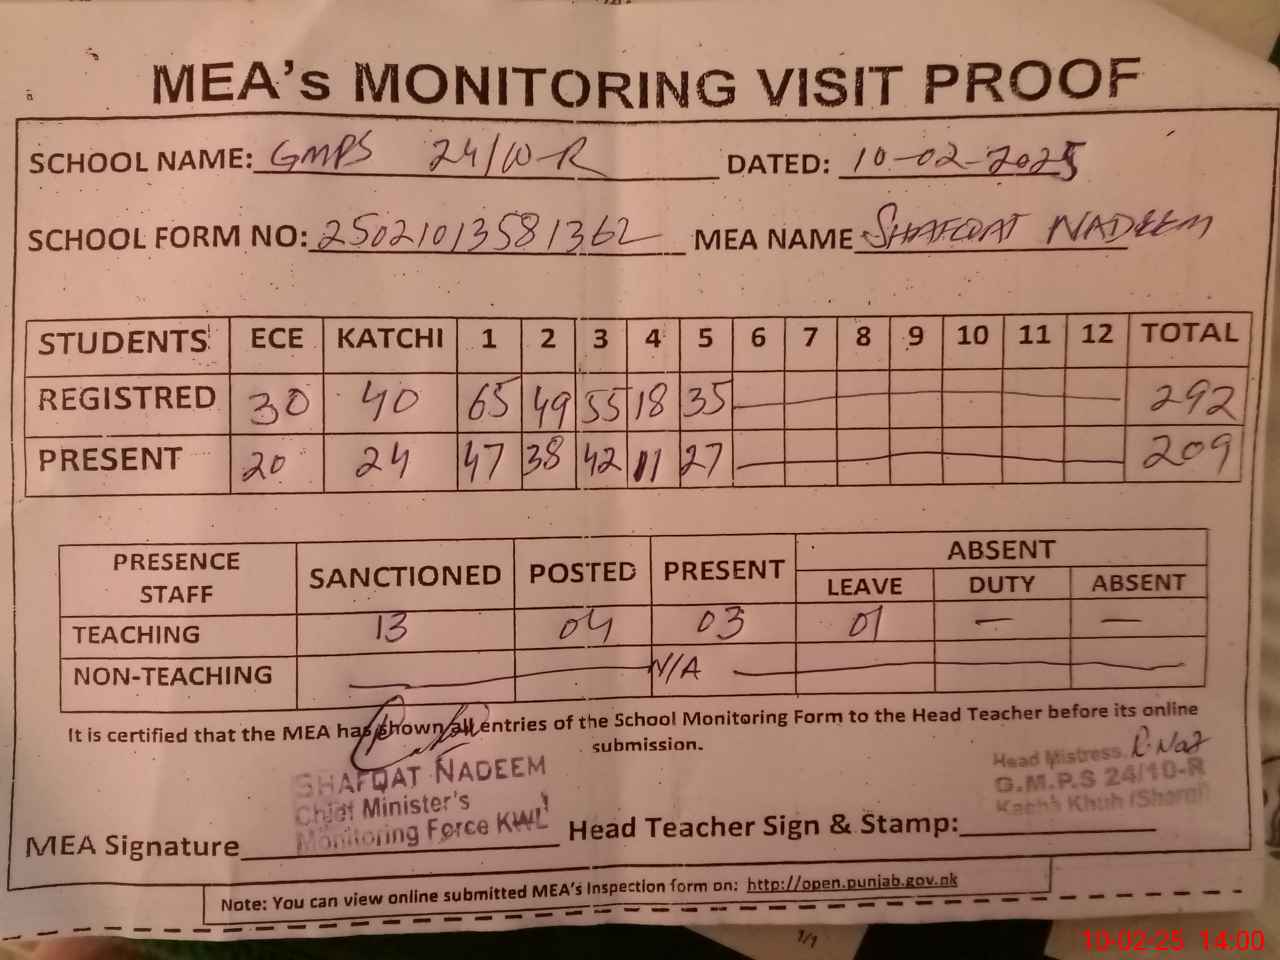 MEA's MONITORING VISIT PROOF
SCHOOL NAME: GMPS 24/10-R DATED: 10-02-2025
SCHOOL FORM NO: 25021013581362 MEA NAME SHAFQAT NADEEM
STUDENTS ECE KATCHI 1 2 3 4 5 6 7 8 9 10 11 12 TOTAL
REGISTRED 30 40 65 49 55 18 35 292
PRESENT 20 24 47 38 42 11 27 209
PRESENCE STAFF SANCTIONED POSTED PRESENT ABSENT
LEAVE DUTY ABSENT
TEACHING 13 04 03 01 — —
NON-TEACHING N/A
It is certified that the MEA has shown all entries of the School Monitoring Form to the Head Teacher before its online
submission.
SHAFQAT NADEEM
Chief Minister's
Monitoring Force KWL
Head Mistress
G.M.P.S 24/10-R
Kacha Khuh (Sharqi)
MEA Signature Head Teacher Sign & Stamp:
Note: You can view online submitted MEA's Inspection form on: http://open.punjab.gov.pk
1/1
10-02-25 14:00